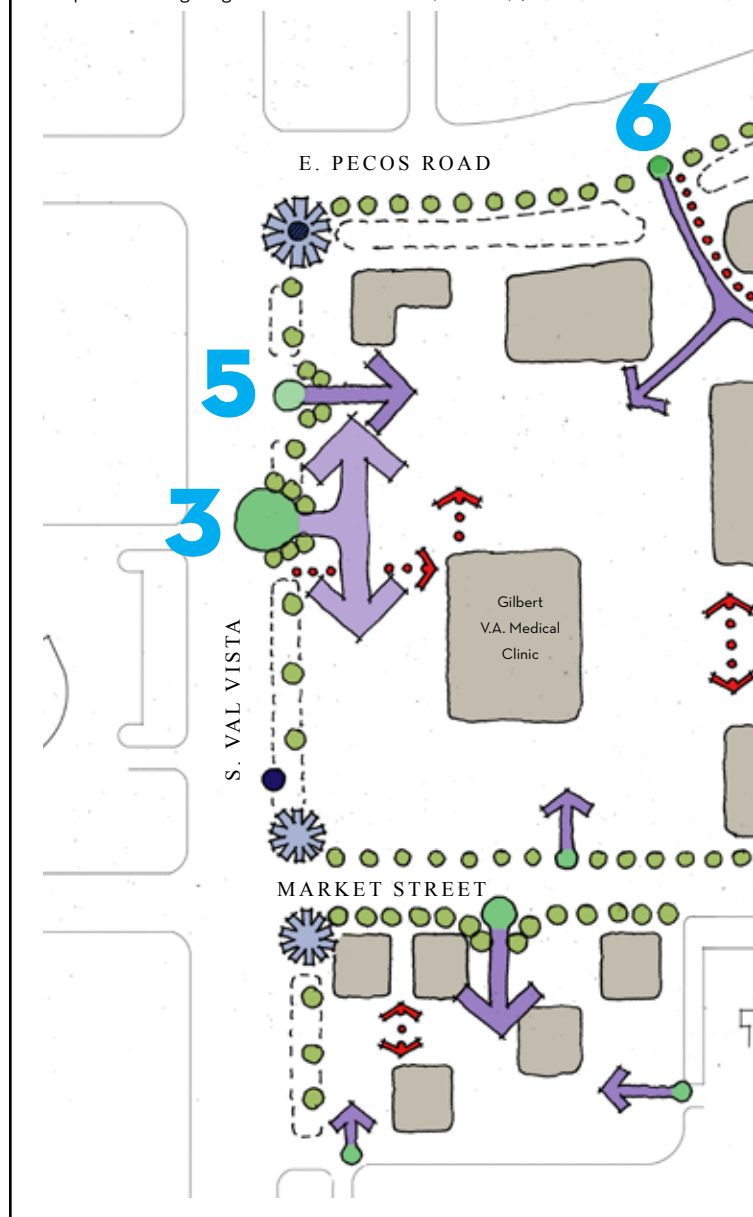 6
E. PECOS ROAD
5
3
Gilbert
V.A. Medical
Clinic
S. VAL VISTA
MARKET STREET